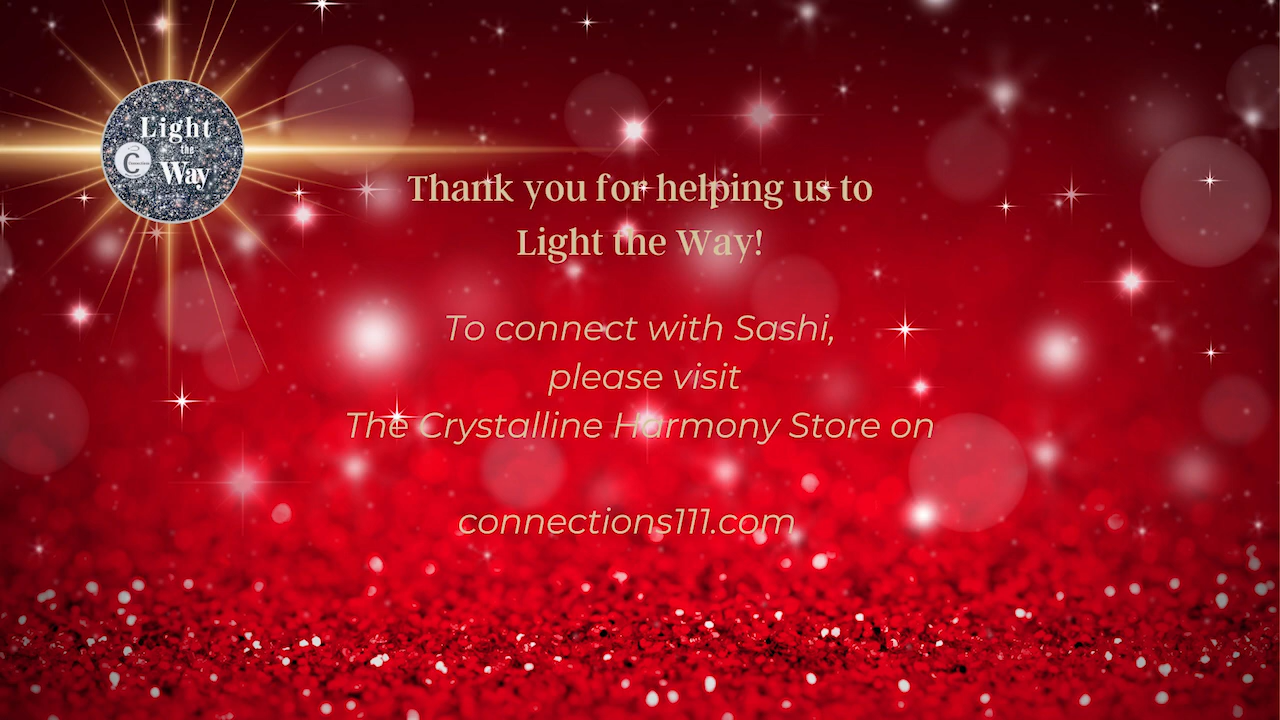 Light
the
Way
Thank you for helping us to
Light the Way!
To connect with Sashi,
please visit
The Crystalline Harmony Store on
connections111.com